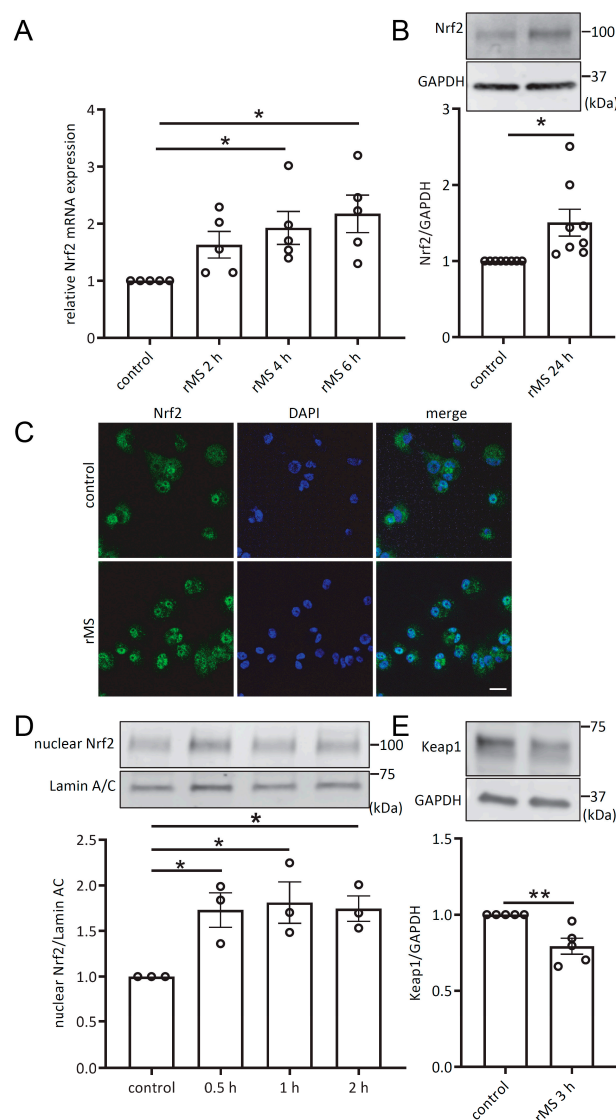 A
relative Nrf2 mRNA expression
4
3
2
1
0
*
*
control
rMS 2 h
rMS 4 h
rMS 6 h
B
Nrf2
100
GAPDH
37
(kDa)
Nrf2/GAPDH
3
2
1
0
*
control
rMS 24 h
C
Nrf2
DAPI
merge
control
rMS
D
nuclear Nrf2
100
Lamin A/C
75
(kDa)
nuclear Nrf2/Lamin AC
2.5
2.0
1.5
1.0
0.5
0.0
*
*
*
control
0.5 h
1 h
2 h
E
Keap1
75
GAPDH
37
(kDa)
Keap1/GAPDH
1.5
1.0
0.5
0.0
**
control
rMS 3 h